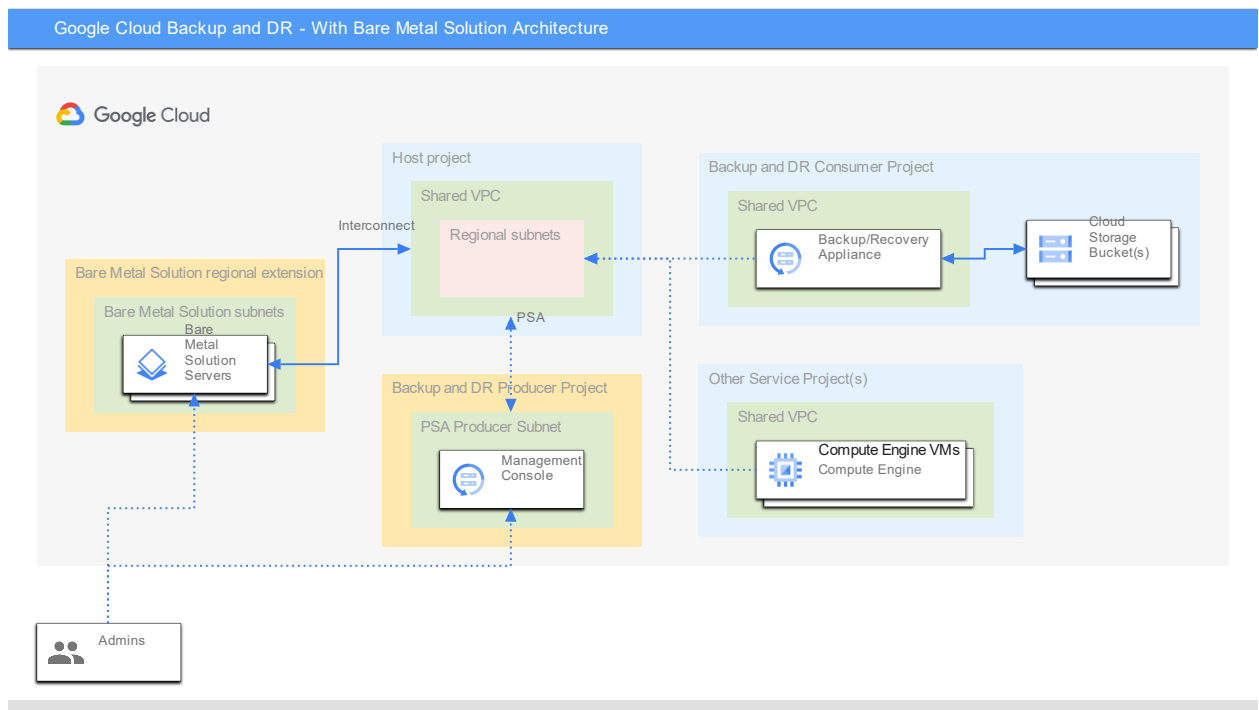 Google Cloud Backup and DR - With Bare Metal Solution Architecture
Google Cloud
Host project
Shared VPC
Regional subnets
Interconnect
PSA
Bare Metal Solution regional extension
Bare Metal Solution subnets
Bare
Metal
Solution
Servers
Backup and DR Producer Project
PSA Producer Subnet
Management
Console
Backup and DR Consumer Project
Shared VPC
Backup/Recovery
Appliance
Cloud
Storage
Bucket(s)
Other Service Project(s)
Shared VPC
Compute Engine VMs
Compute Engine
Admins